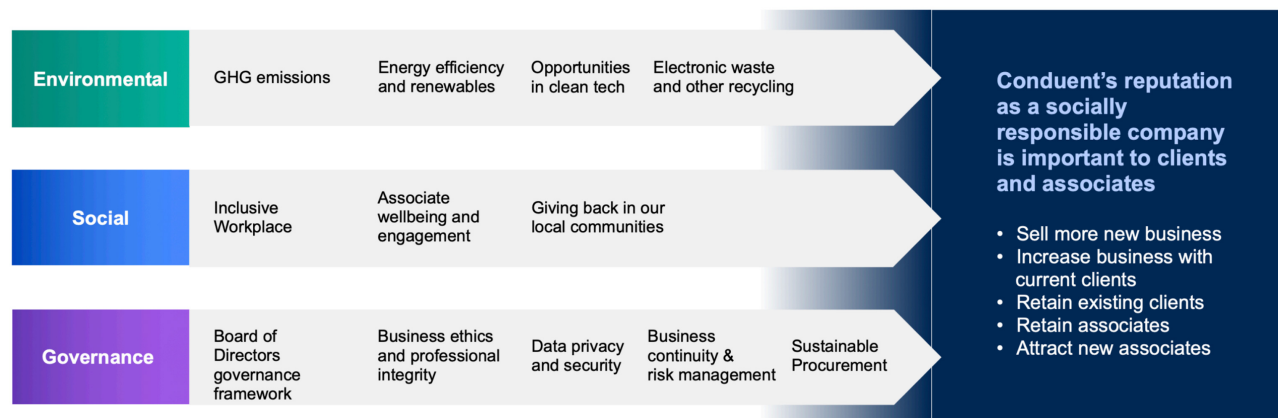 Environmental
GHG emissions
Energy efficiency
and renewables
Opportunities
in clean tech
Electronic waste
and other recycling
Social
Inclusive
Workplace
Associate
wellbeing and
engagement
Giving back in our
local communities
Governance
Board of
Directors
governance
framework
Business ethics
and professional
integrity
Data privacy
and security
Business
continuity &
risk management
Sustainable
Procurement
Conduent’s reputation
as a socially
responsible company
is important to clients
and associates
• Sell more new business
• Increase business with
current clients
• Retain existing clients
• Retain associates
• Attract new associates